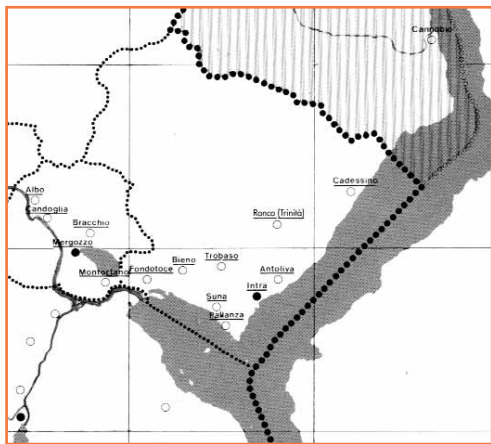 Cannobio
Cadessino
Albo
Candoglia
Bracchio
Ronco (Trinità)
Mergozzo
Montorfano
Fondotoce
Bieno
Trobaso
Antoliva
Intra
Suna
Pallanza